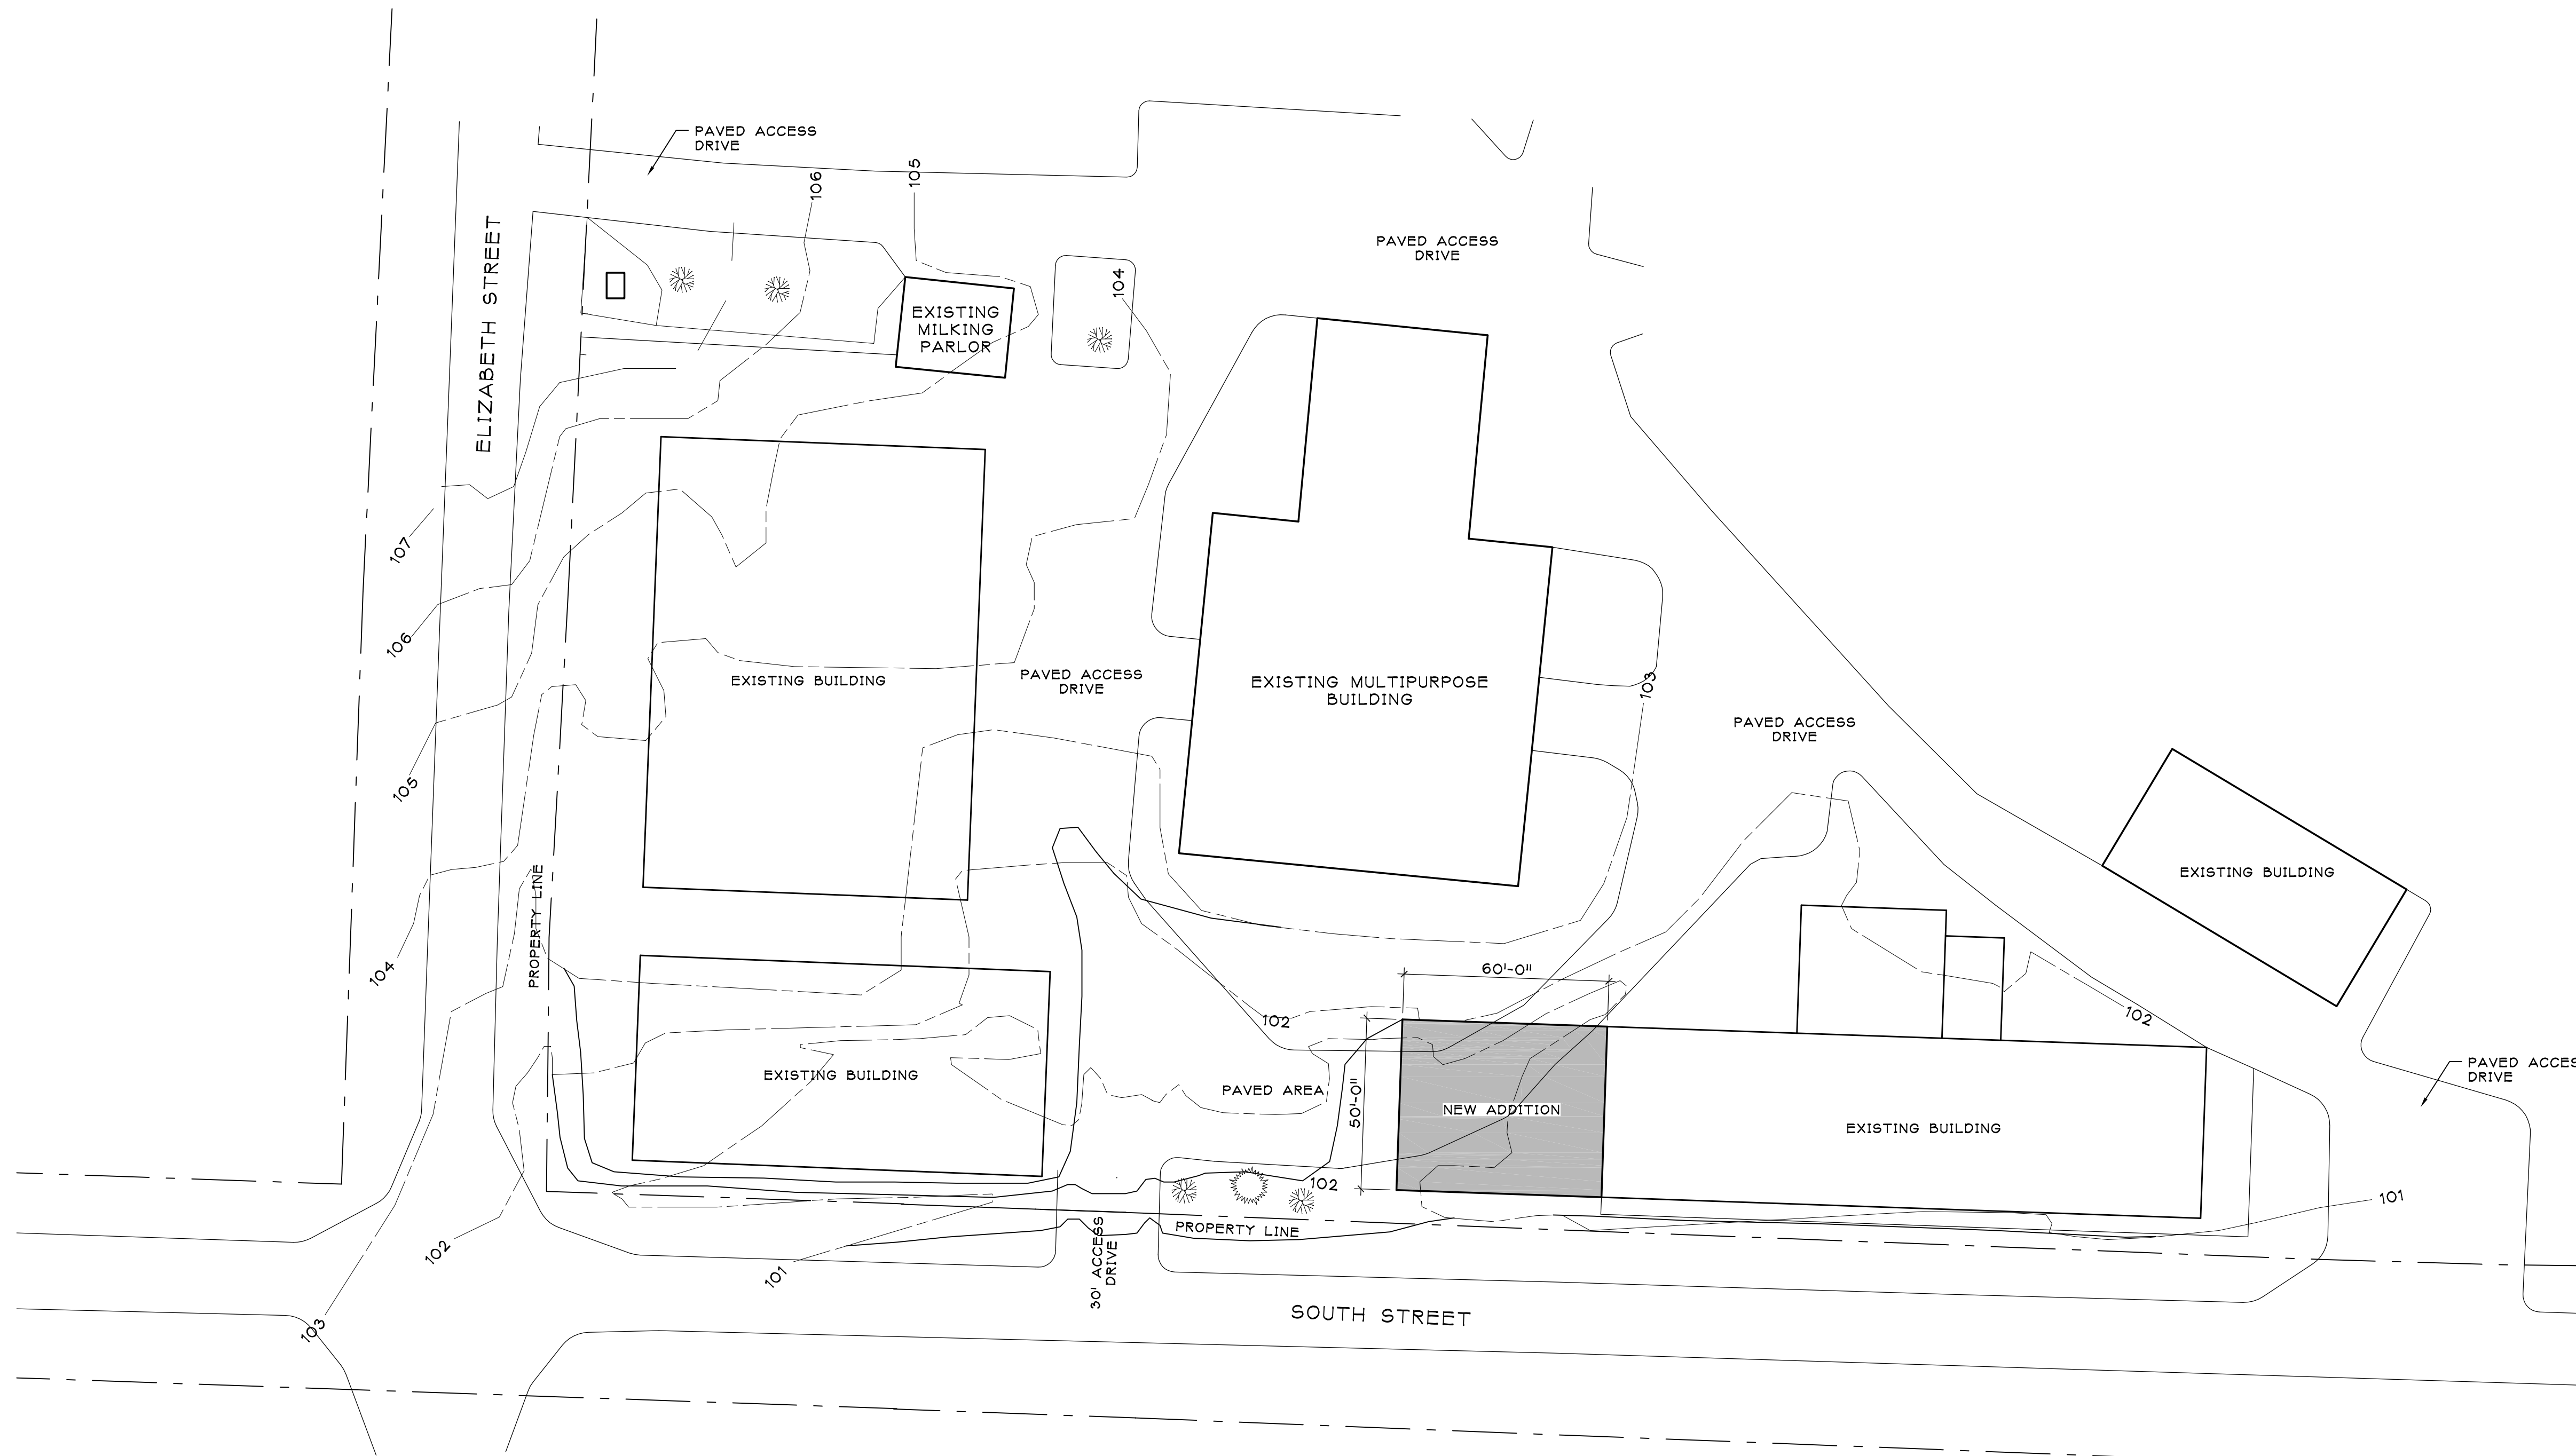 PAVED ACCESS
DRIVE
106
105
ELIZABETH STREET
PAVED ACCESS
DRIVE
104
EXISTING
MILKING
PARLOR
107
106
EXISTING BUILDING
PAVED ACCESS
DRIVE
EXISTING MULTIPURPOSE
BUILDING
103
PAVED ACCESS
DRIVE
105
PROPERTY LINE
EXISTING BUILDING
104
60'-0"
102
102
EXISTING BUILDING
PAVED AREA
50'-0"
NEW ADDITION
EXISTING BUILDING
PAVED ACCES
DRIVE
102
101
PROPERTY LINE
102
101
30' ACCESS
DRIVE
103
SOUTH STREET